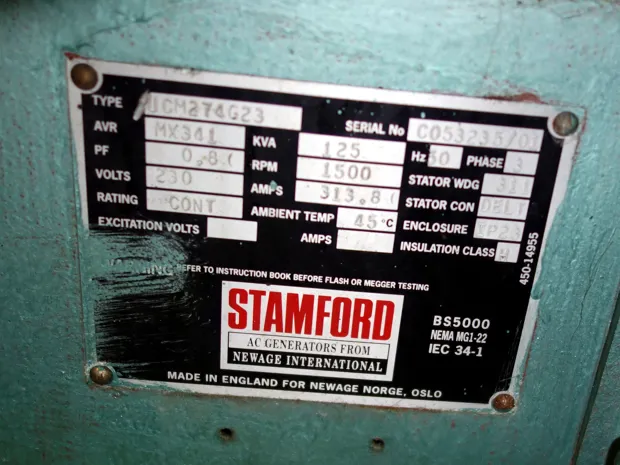 TYPE UCM274G23 SERIAL No C053235/01
AVR MX341 KVA 125 Hz 50 PHASE 3
PF 0.8 RPM 1500 STATOR WDG 311
VOLTS 230 AMPS 313.8 STATOR CON DELT
RATING CONT AMBIENT TEMP 45°C ENCLOSURE IP23
EXCITATION VOLTS AMPS INSULATION CLASS H
WARNING REFER TO INSTRUCTION BOOK BEFORE FLASH OR MEGGER TESTING
STAMFORD
AC GENERATORS FROM
NEWAGE INTERNATIONAL
BS5000
NEMA MG1-22
IEC 34-1
MADE IN ENGLAND FOR NEWAGE NORGE, OSLO
450-14955